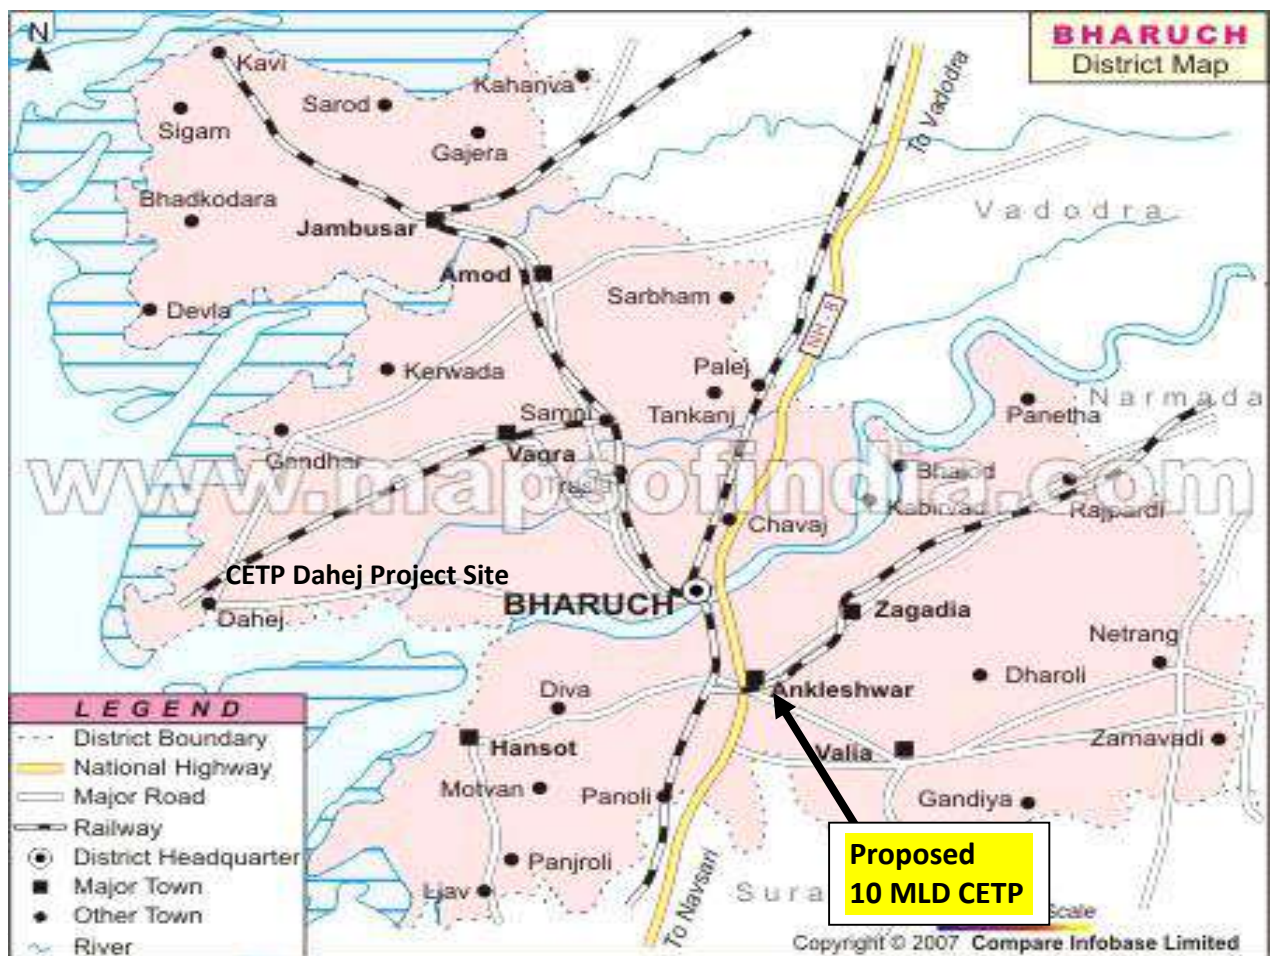 N
BHARUCH
District Map
Kavi
Kahanva
Sarod
Sigam
Gajera
To Vadodra
Bhadkodara
Jambusar
Vadodra
Amod
Sarbham
Devla
NH 8
Kerwada
Palej
Tankanj
Samni
Panetha
Narmada
Gandhar
Vagra
www.mapsofindia.com
Rajpardi
Chavaj
CETP Dahej Project Site
BHARUCH
Dahej
Zagadia
Netrang
Dharoli
Ankleshwar
Diva
Hansot
Valia
Zamavadi
Motvan
Panoli
Gandiya
Panjroli
To Navsari
Proposed
10 MLD CETP
LEGEND
District Boundary
National Highway
Major Road
Railway
District Headquarter
Major Town
Other Town
River
Copyright © 2007 Compare Infobase Limited